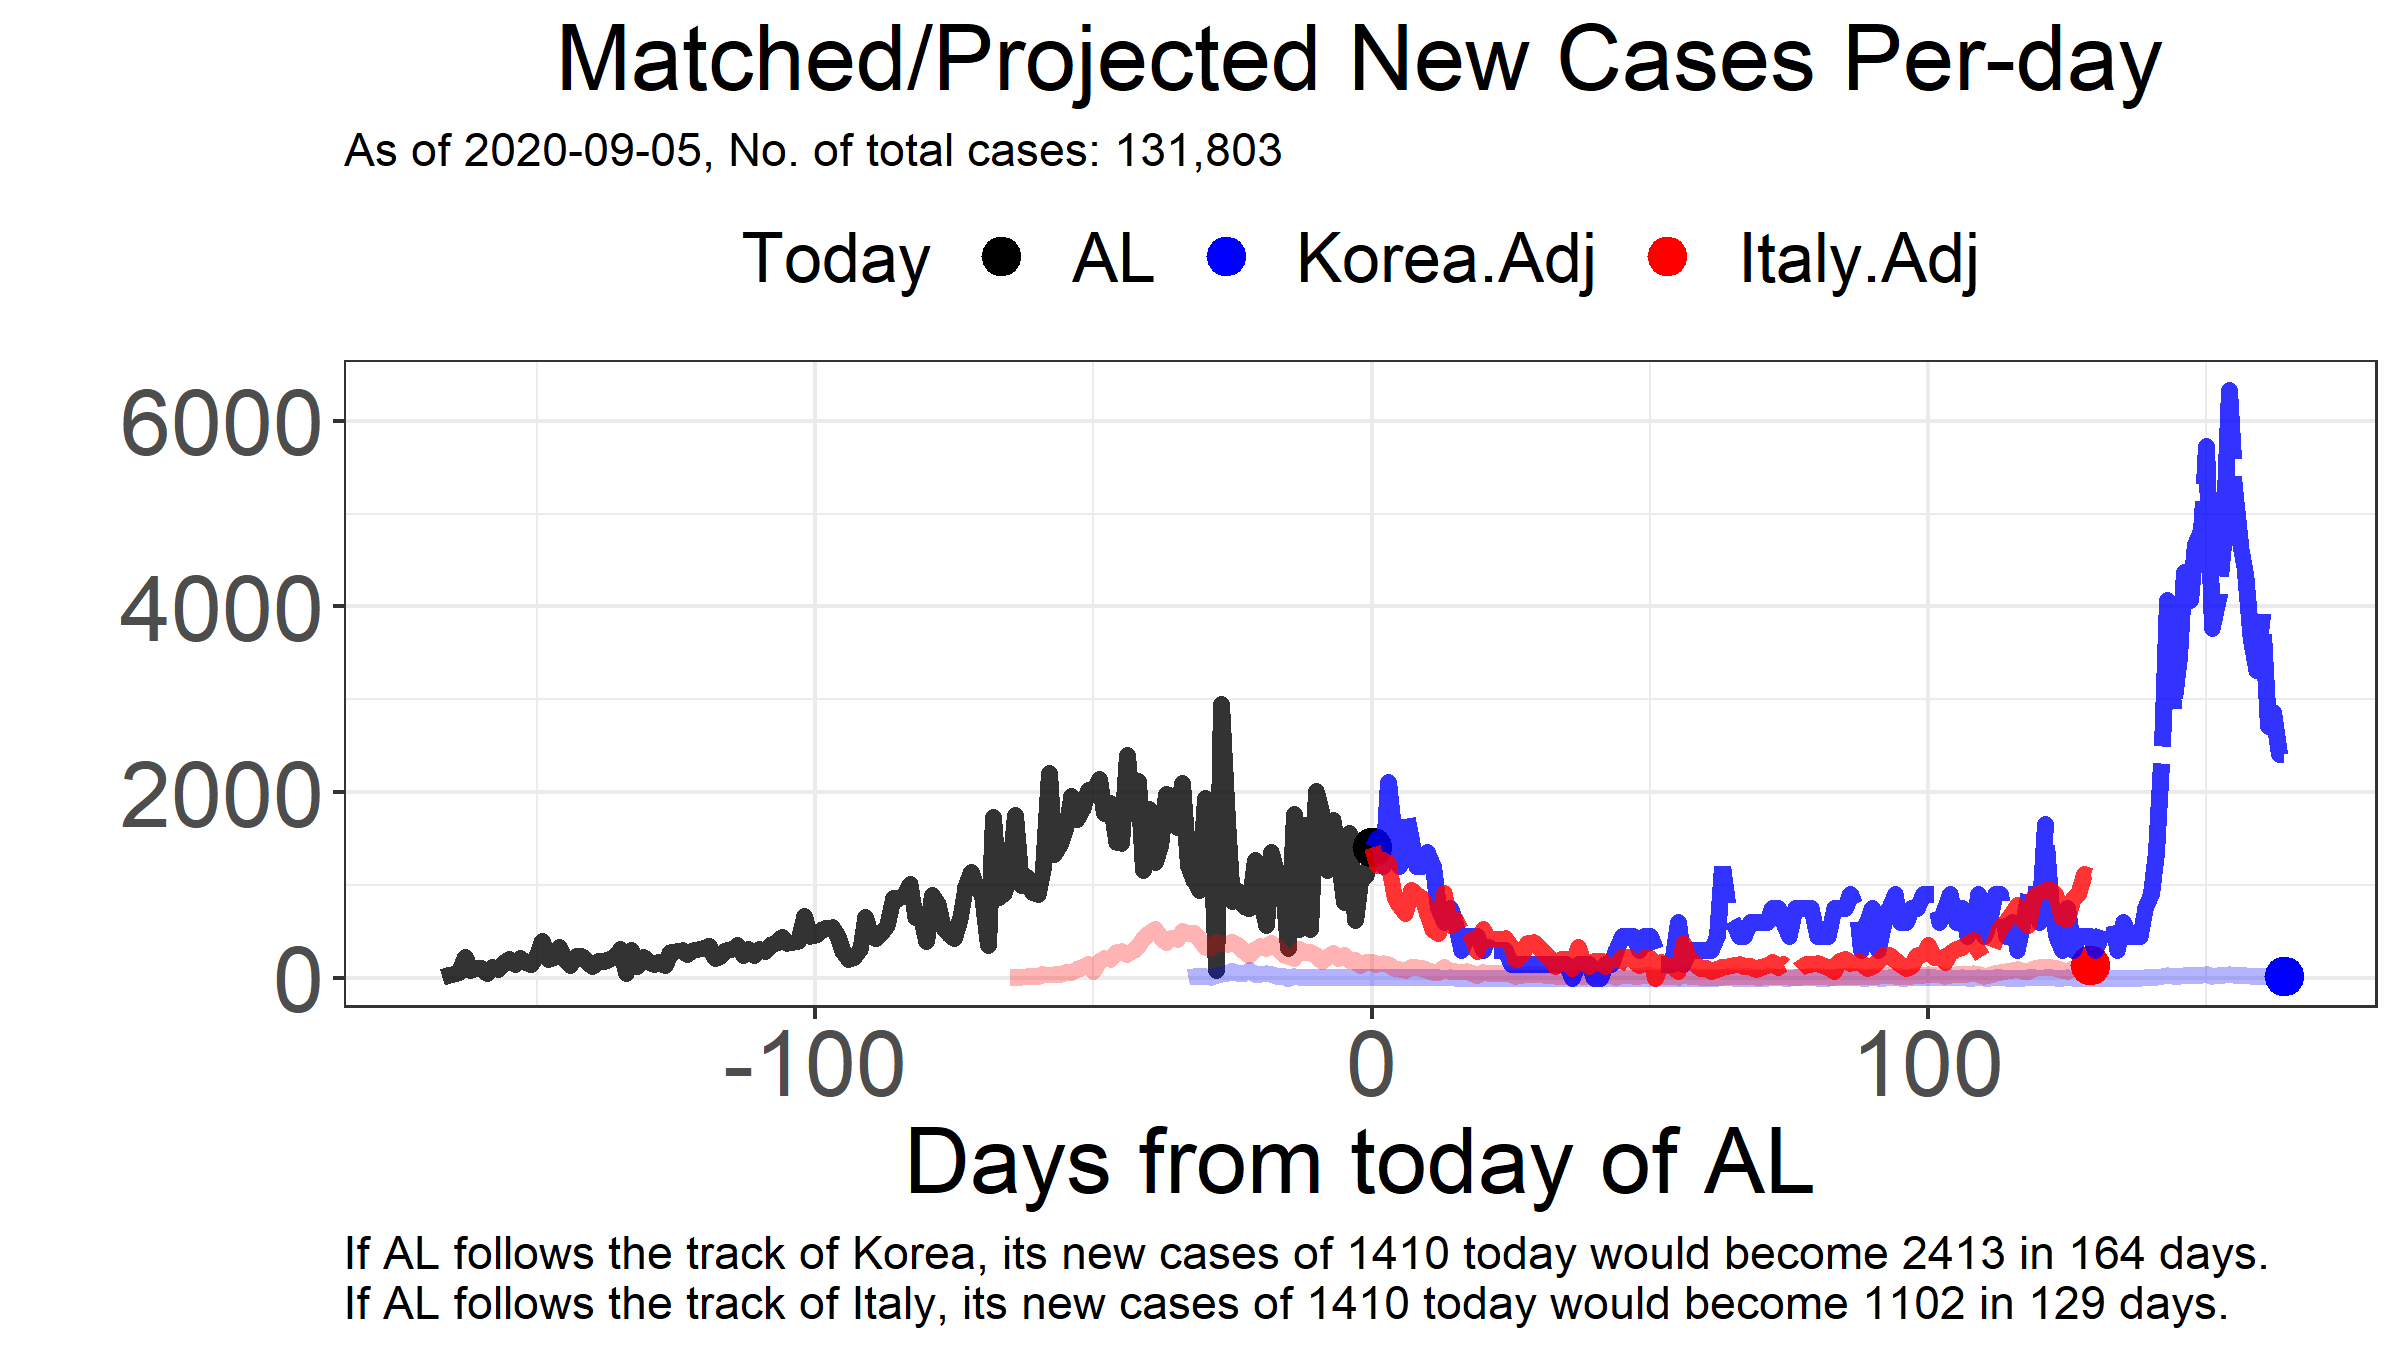 Matched/Projected New Cases Per-day
As of 2020-09-05, No. of total cases: 131,803
Today AL Korea.Adj Italy.Adj
6000
4000
2000
0
-100 0 100
Days from today of AL
If AL follows the track of Korea, its new cases of 1410 today would become 2413 in 164 days.
If AL follows the track of Italy, its new cases of 1410 today would become 1102 in 129 days.